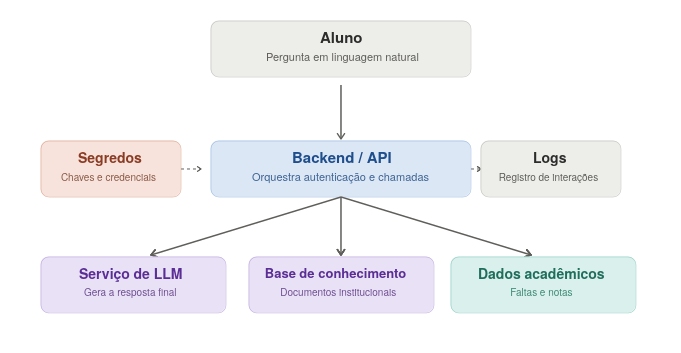 Aluno
Pergunta em linguagem natural
Segredos
Chaves e credenciais
Backend / API
Orquestra autenticação e chamadas
Logs
Registro de interações
Serviço de LLM
Gera a resposta final
Base de conhecimento
Documentos institucionais
Dados acadêmicos
Faltas e notas